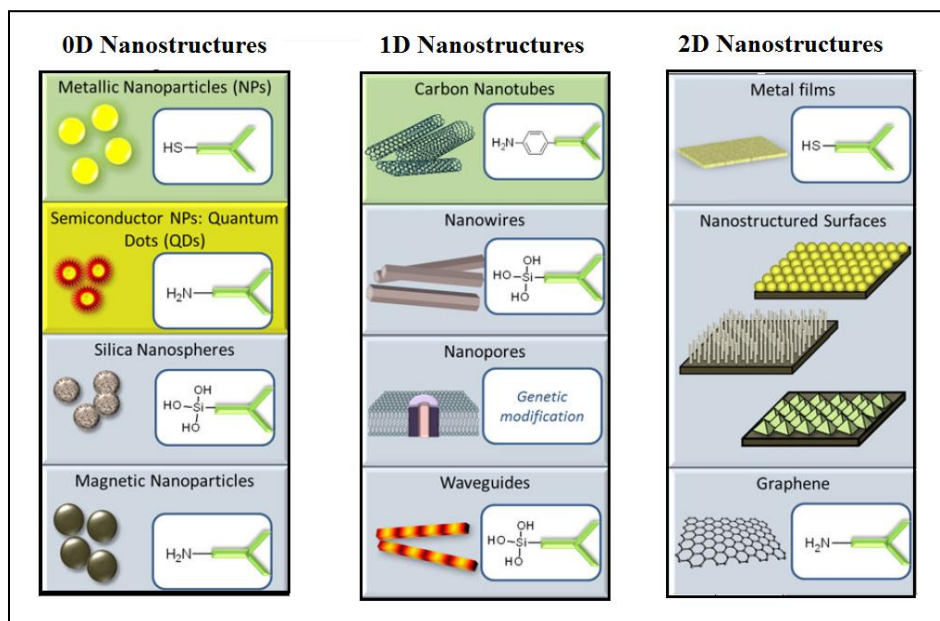 0D Nanostructures
Metallic Nanoparticles (NPs)
HS
Semiconductor NPs: Quantum
Dots (QDs)
H₂N
Silica Nanospheres
OH
HO Si
HO
Magnetic Nanoparticles
H₂N
1D Nanostructures
Carbon Nanotubes
H₂N
Nanowires
OH
HO Si
HO
Nanopores
Genetic
modification
Waveguides
OH
HO Si
HO
2D Nanostructures
Metal films
HS
Nanostructured Surfaces
Graphene
H₂N